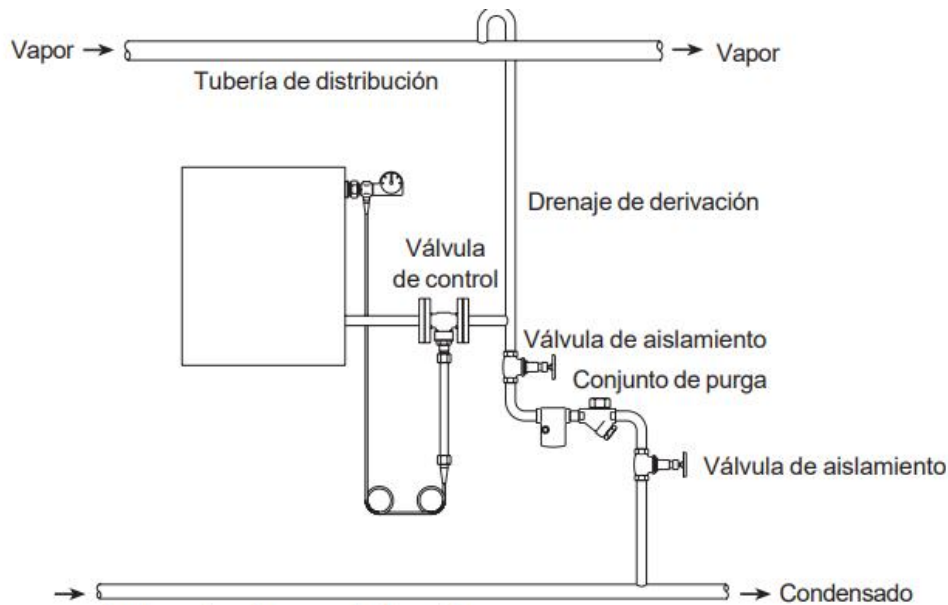 Vapor
Vapor
Tubería de distribución
Drenaje de derivación
Válvula
de control
Válvula de aislamiento
Conjunto de purga
Válvula de aislamiento
Condensado